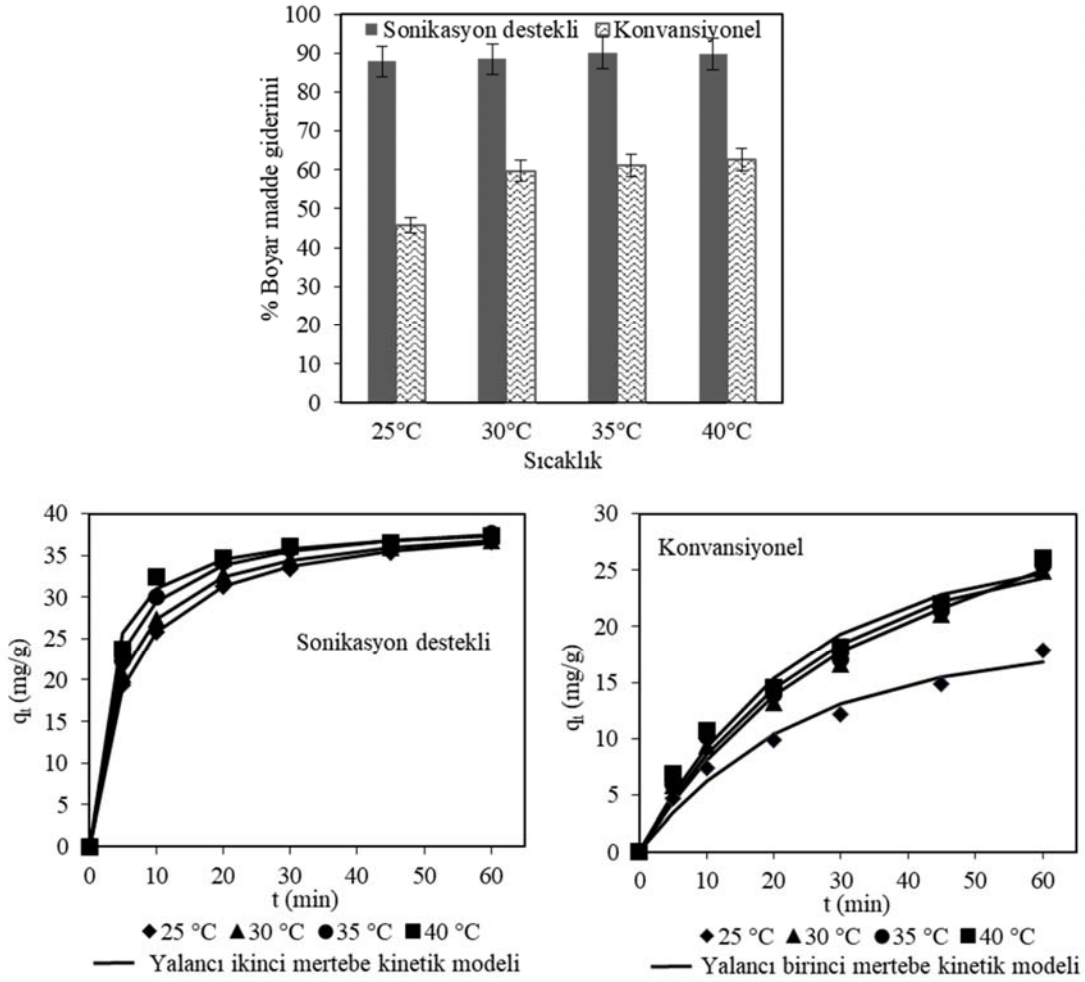 100
90
80
70
60
50
40
30
20
10
0
% Boyar madde giderimi
Sonikasyon destekli Konvansiyonel
25°C 30°C 35°C 40°C
Sıcaklık
40
35
30
25
20
15
10
5
0
qt (mg/g)
Sonikasyon destekli
0 10 20 30 40 50 60
t (min)
25 °C 30 °C 35 °C 40 °C
Yalancı ikinci mertebe kinetik modeli
30
25
20
15
10
5
0
qt (mg/g)
Konvansiyonel
0 10 20 30 40 50 60
t (min)
25 °C 30 °C 35 °C 40 °C
Yalancı birinci mertebe kinetik modeli